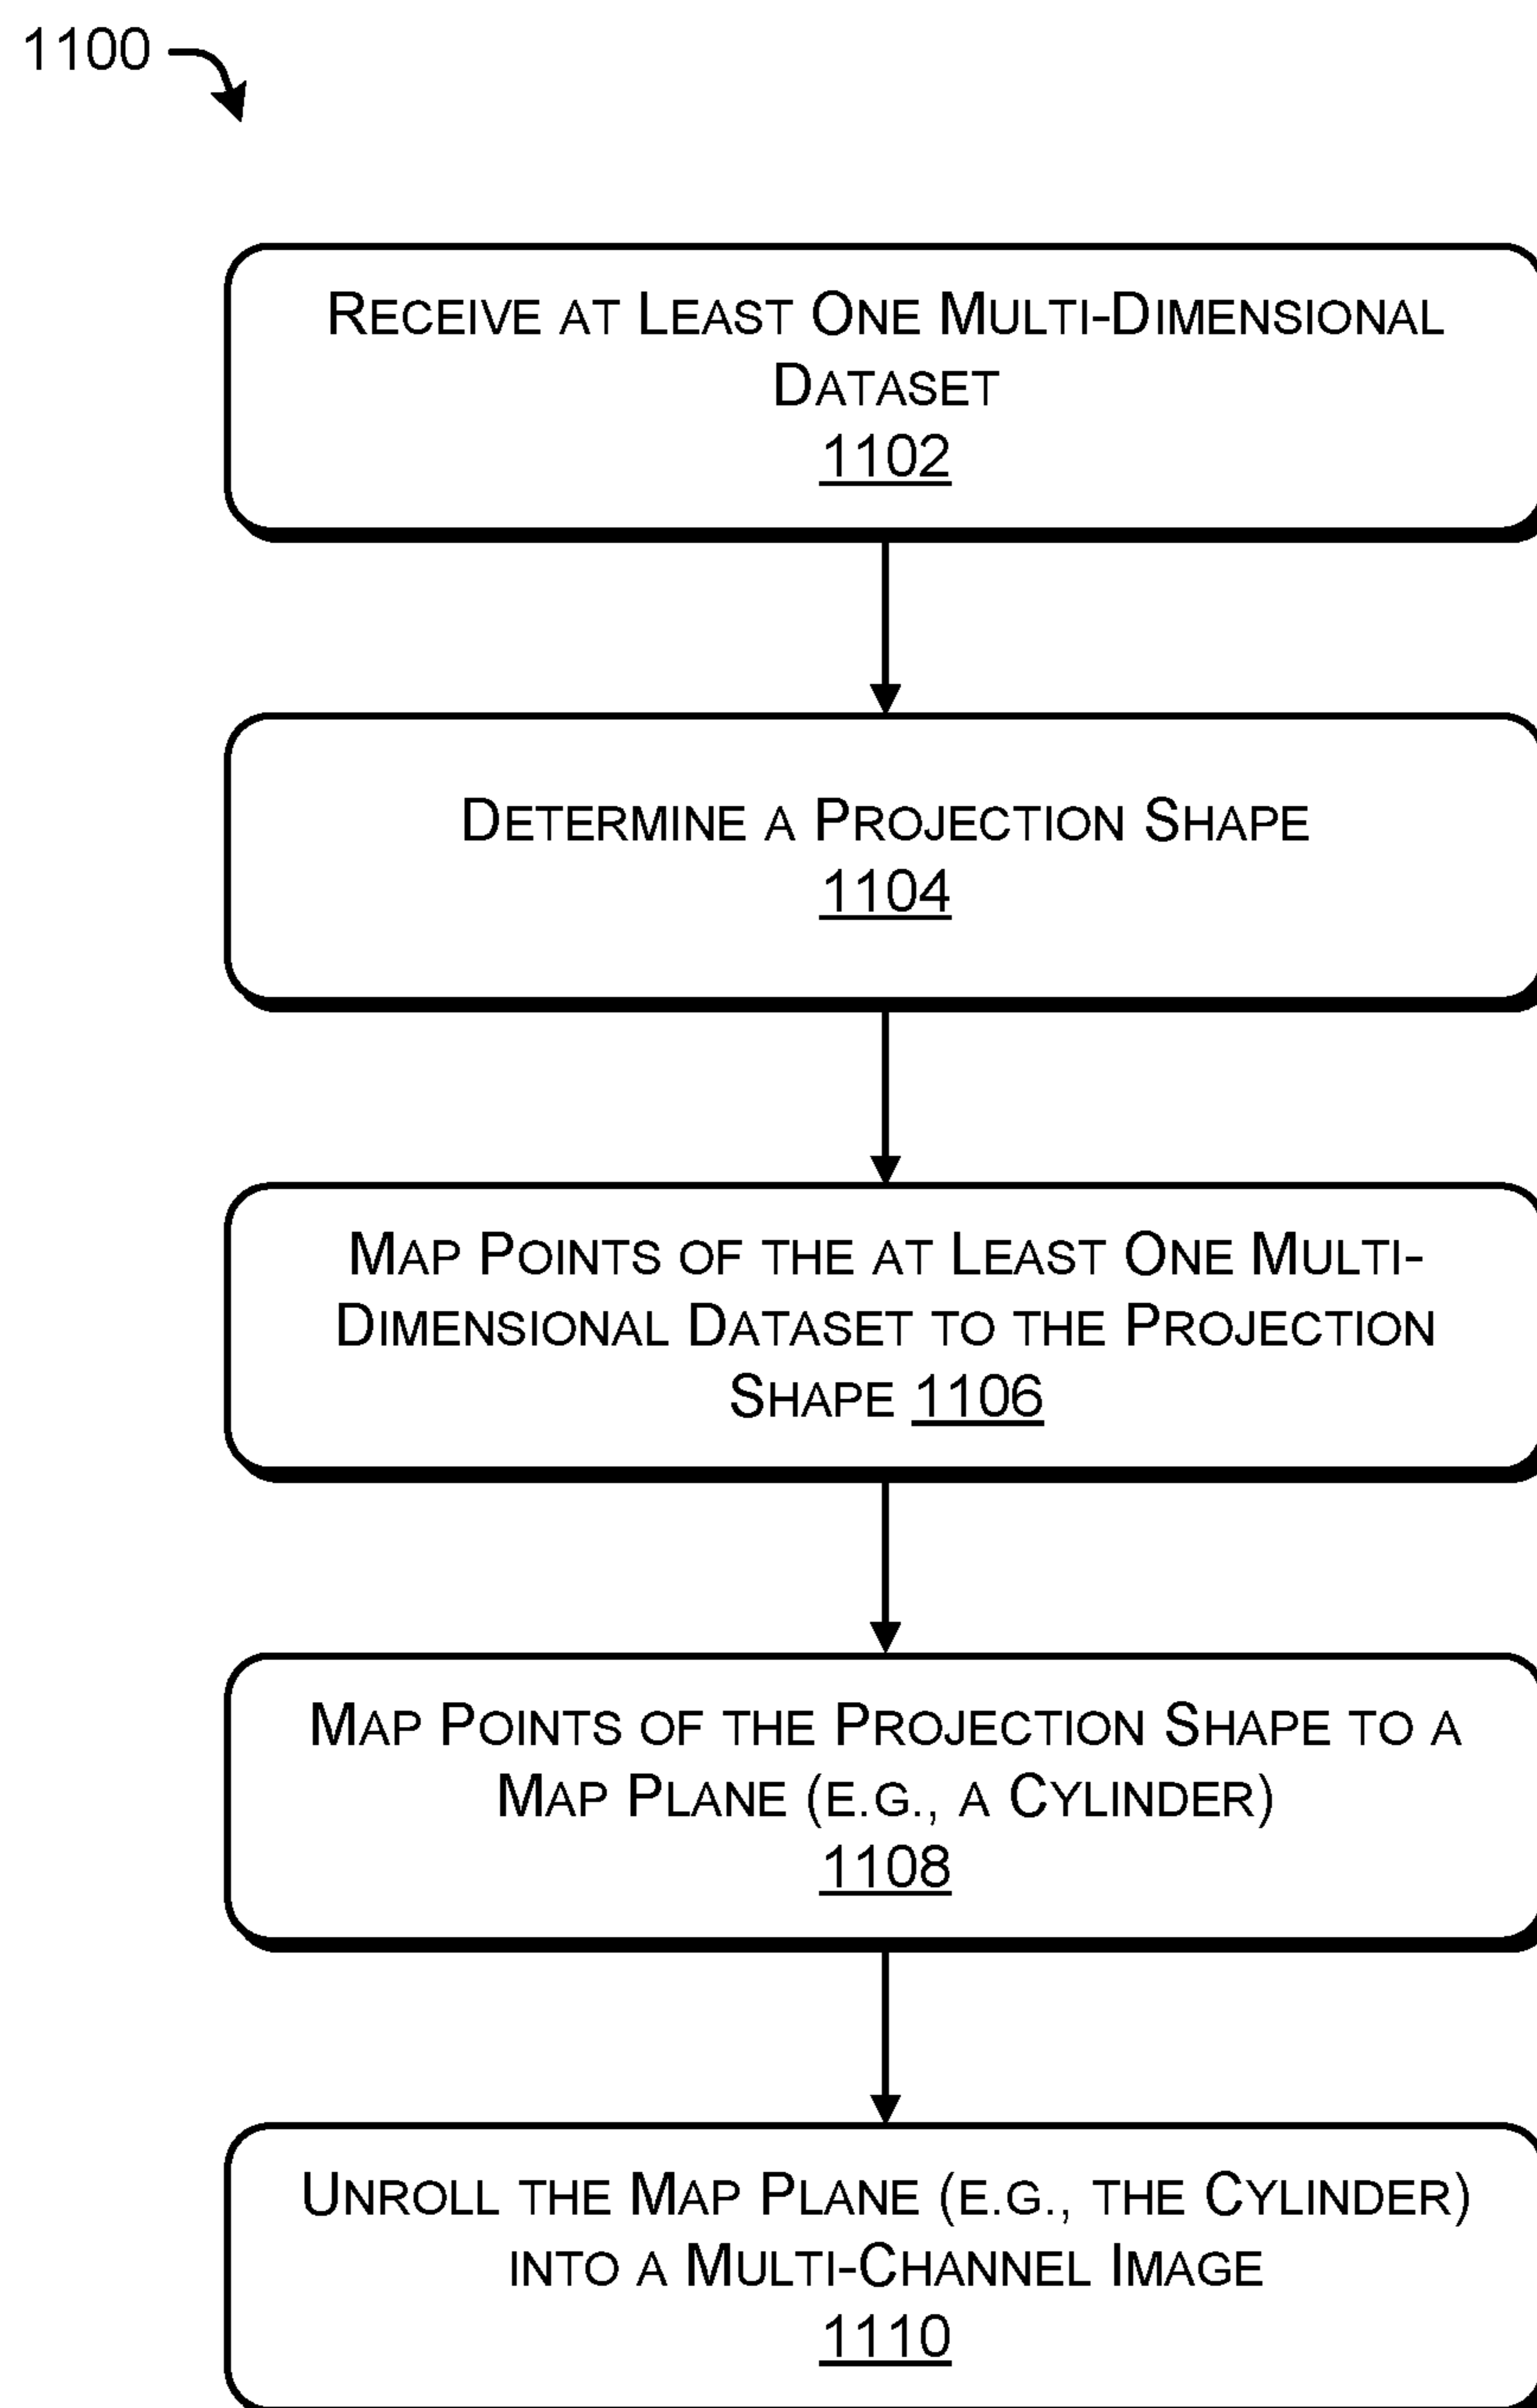 1100
Receive at Least One Multi-Dimensional
Dataset
1102
Determine a Projection Shape
1104
Map Points of the at Least One Multi-
Dimensional Dataset to the Projection
Shape 1106
Map Points of the Projection Shape to a
Map Plane (e.g., a Cylinder)
1108
Unroll the Map Plane (e.g., the Cylinder)
into a Multi-Channel Image
1110